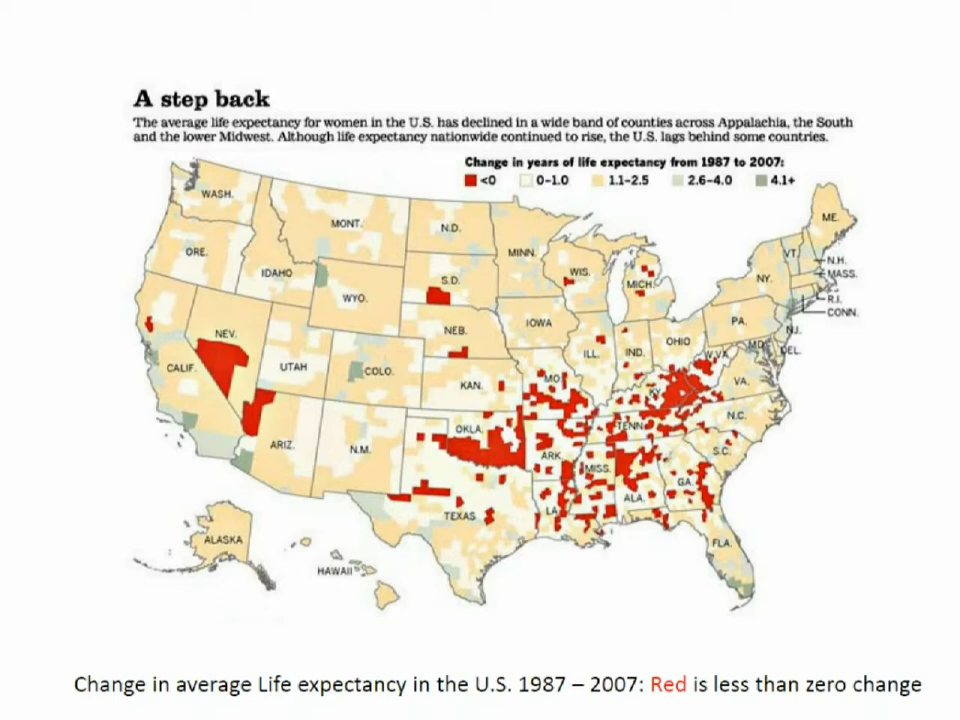 A step back
The average life expectancy for women in the U.S. has declined in a wide band of counties across Appalachia, the South
and the lower Midwest. Although life expectancy nationwide continued to rise, the U.S. lags behind some countries.
Change in years of life expectancy from 1987 to 2007:
<0 0–1.0 1.1–2.5 2.6–4.0 4.1+
WASH.
ORE.
IDAHO
MONT.
WYO.
N.D.
S.D.
NEB.
MINN.
IOWA
WIS.
MICH.
ILL.
IND.
OHIO
PA.
NY.
VT.
ME.
N.H.
MASS.
R.I.
CONN.
NJ.
DEL.
MD.
W.VA.
VA.
KY.
N.C.
S.C.
TENN.
GA.
ALA.
MISS.
LA.
ARK.
MO.
KAN.
OKLA.
TEXAS
N.M.
COLO.
UTAH
ARIZ.
NEV.
CALIF.
FLA.
ALASKA
HAWAII
Change in average Life expectancy in the U.S. 1987 – 2007: Red is less than zero change